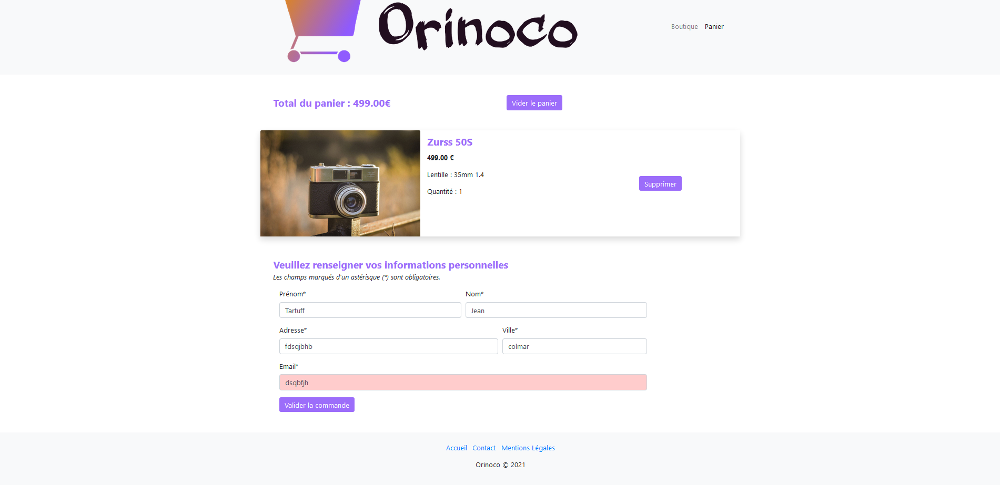 Orinoco
Boutique Panier
Total du panier : 499.00€
Vider le panier
Zurss 50S
499.00 €
Lentille : 35mm 1.4
Quantité : 1
Supprimer
Veuillez renseigner vos informations personnelles
Les champs marqués d'un astérisque (*) sont obligatoires.
Prénom* Nom*
Tartuff Jean
Adresse* Ville*
fdsqjbhb colmar
Email*
dsqbfjh
Valider la commande
Accueil Contact Mentions Légales
Orinoco © 2021